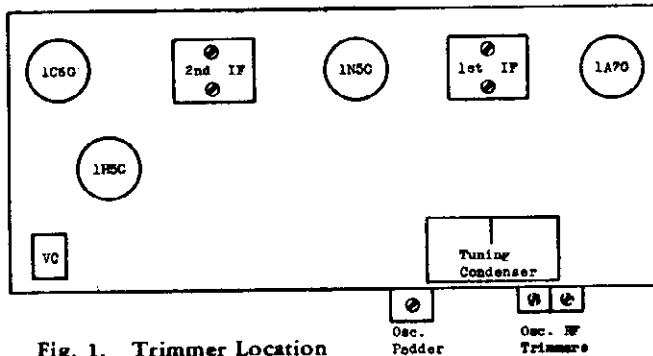 1C5G
2nd IF
1N5G
1st IF
1A7G
1H5G
VC
Tuning
Condenser
Osc.
Padder
Osc. RF
Trimmers
Fig. 1. Trimmer Location